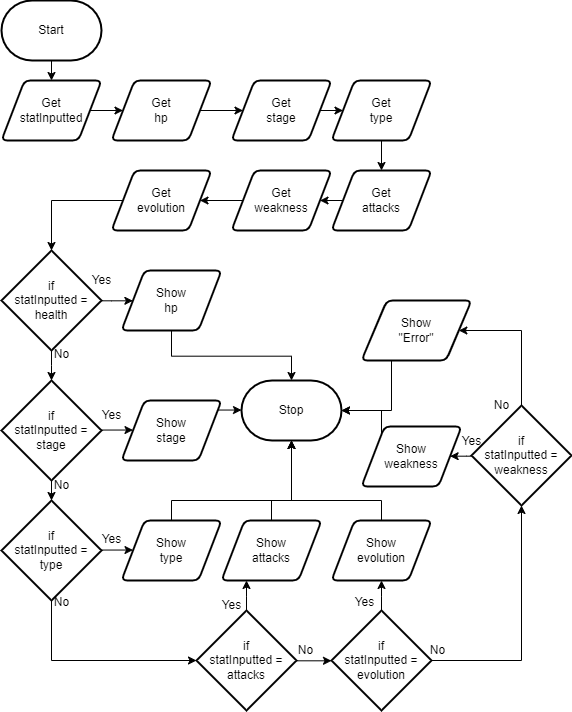 Start
Get
statInputted
Get
hp
Get
stage
Get
type
Get
evolution
Get
weakness
Get
attacks
if
statInputted =
health
Yes
Show
hp
No
Show
"Error"
if
statInputted =
stage
Yes
Show
stage
Stop
No
No
Show
weakness
Yes
if
statInputted =
weakness
if
statInputted =
type
Yes
Show
type
Show
attacks
Show
evolution
No
Yes
if
statInputted =
attacks
No
Yes
if
statInputted =
evolution
No